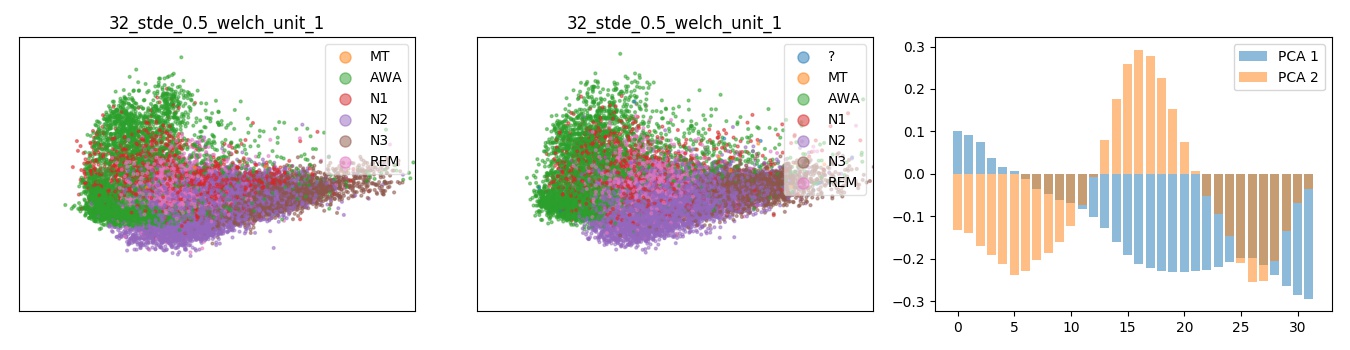 32_stde_0.5_welch_unit_1
MT
AWA
N1
N2
N3
REM
32_stde_0.5_welch_unit_1
?
MT
AWA
N1
N2
N3
REM
PCA 1
PCA 2
0.3
0.2
0.1
0.0
−0.1
−0.2
−0.3
0 5 10 15 20 25 30